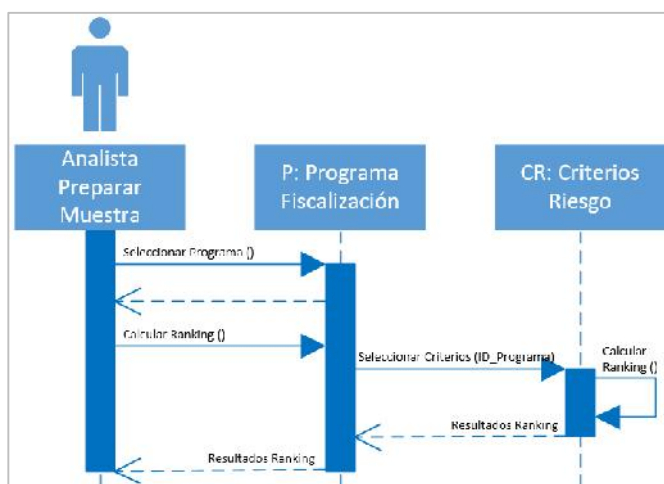 Analista
Preparar
Muestra
P: Programa
Fiscalización
CR: Criterios
Riesgo
Seleccionar Programa ()
Calcular Ranking ()
Seleccionar Criterios (ID_Programa)
Calcular
Ranking ()
Resultados Ranking
Resultados Ranking